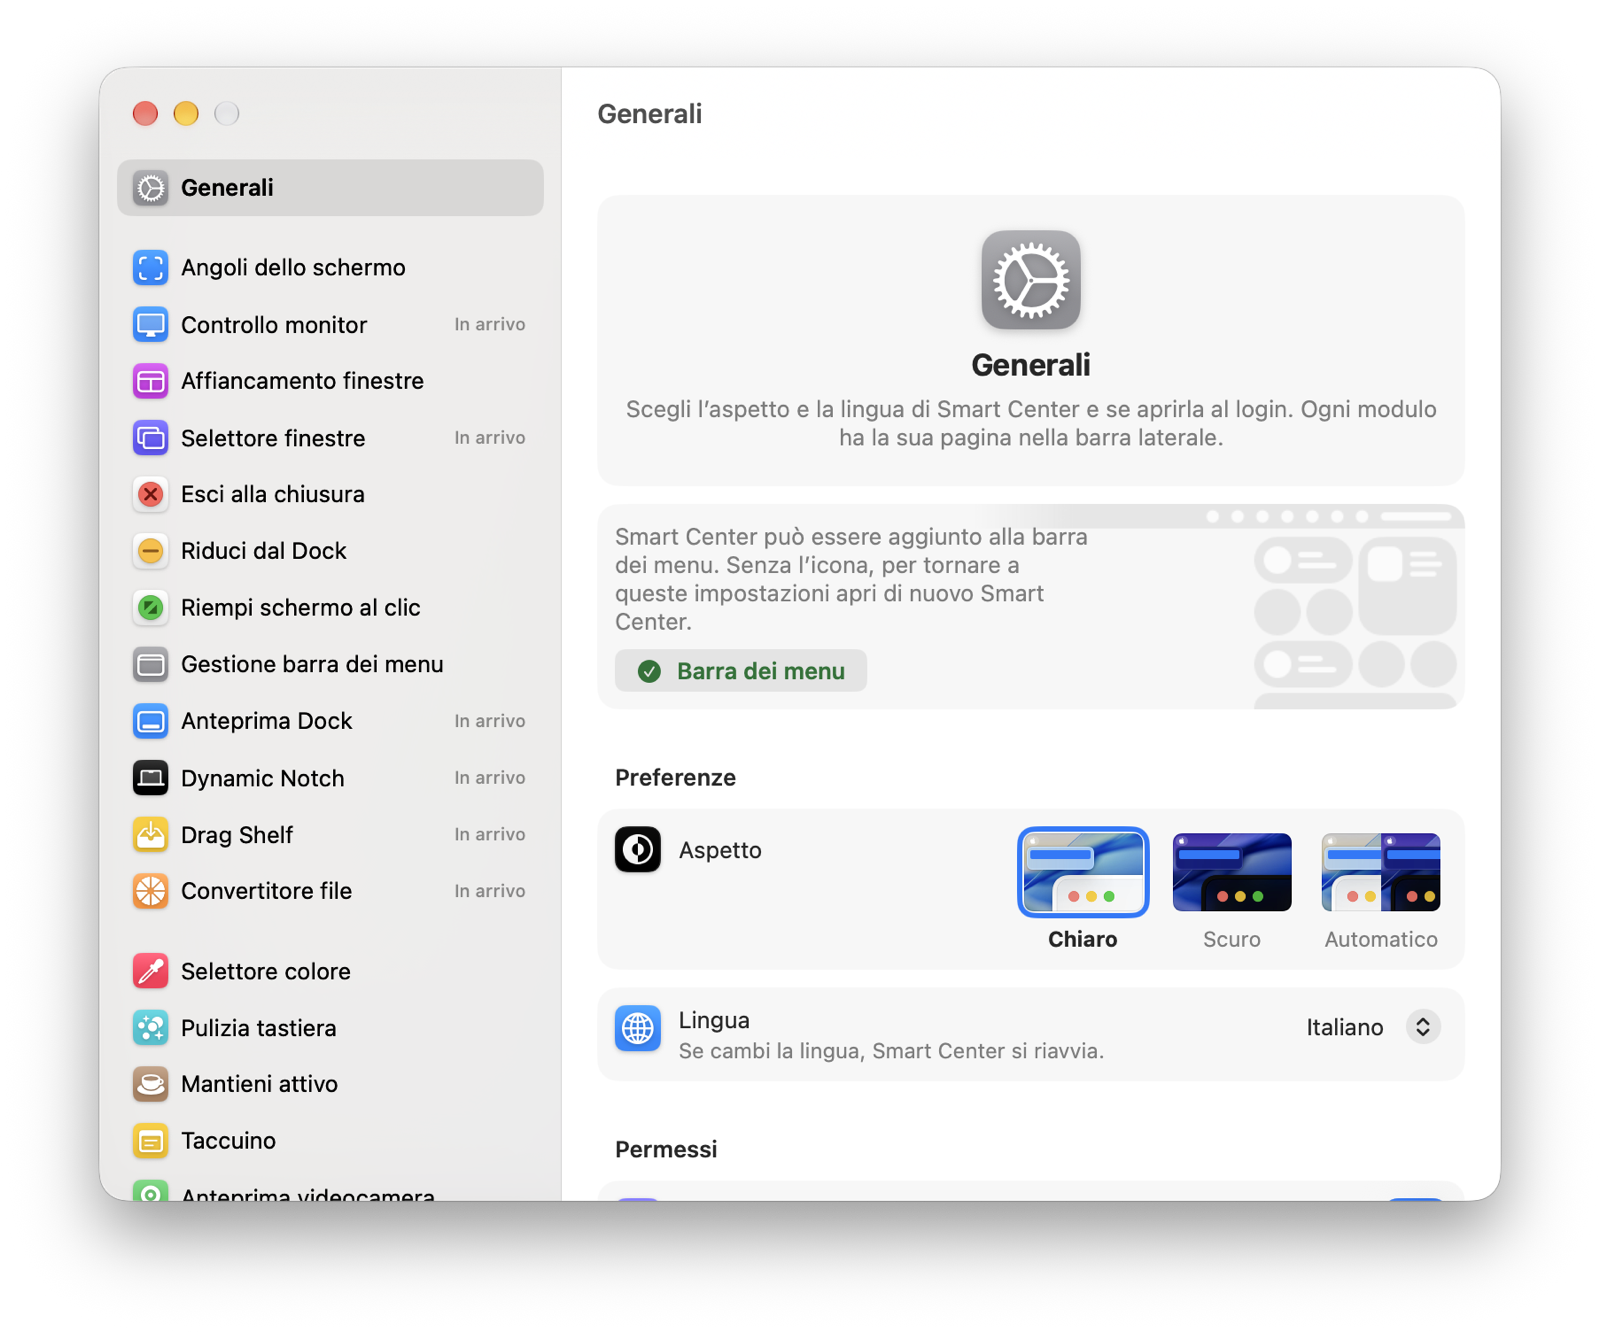 Generali
Generali
Angoli dello schermo
Controllo monitor In arrivo
Affiancamento finestre
Selettore finestre In arrivo
Esci alla chiusura
Riduci dal Dock
Riempi schermo al clic
Gestione barra dei menu
Anteprima Dock In arrivo
Dynamic Notch In arrivo
Drag Shelf In arrivo
Convertitore file In arrivo
Selettore colore
Pulizia tastiera
Mantieni attivo
Taccuino
Anteprima videocamera
Generali
Scegli l’aspetto e la lingua di Smart Center e se aprirla al login. Ogni modulo
ha la sua pagina nella barra laterale.
Smart Center può essere aggiunto alla barra
dei menu. Senza l’icona, per tornare a
queste impostazioni apri di nuovo Smart
Center.
Barra dei menu
Preferenze
Aspetto
Chiaro Scuro Automatico
Lingua
Se cambi la lingua, Smart Center si riavvia.
Italiano
Permessi